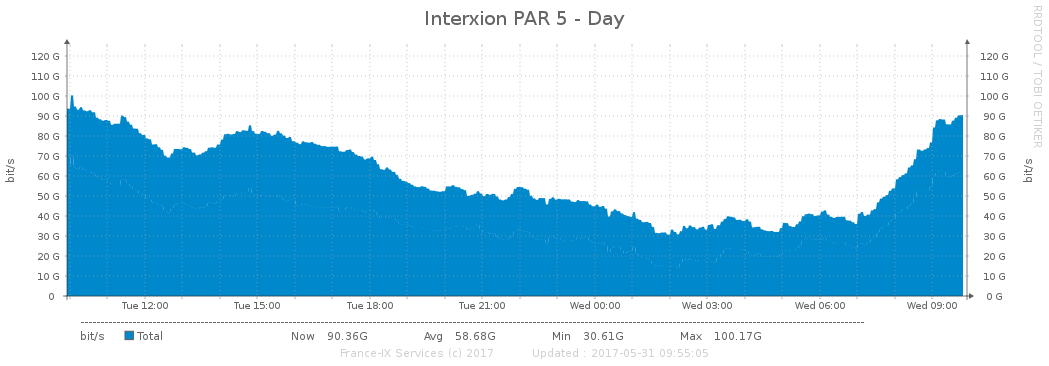 Interxion PAR 5 - Day
RRDTOOL / TOBI OETIKER
bit/s
120 G 120 G
110 G 110 G
100 G 100 G
90 G 90 G
80 G 80 G
70 G 70 G
60 G 60 G
50 G 50 G
40 G 40 G
30 G 30 G
20 G 20 G
10 G 10 G
0 0 G
bit/s
Tue 12:00 Tue 15:00 Tue 18:00 Tue 21:00 Wed 00:00 Wed 03:00 Wed 06:00 Wed 09:00
bit/s Total Now 90.36G Avg 58.68G Min 30.61G Max 100.17G
France-IX Services (c) 2017 Updated : 2017-05-31 09:55:05